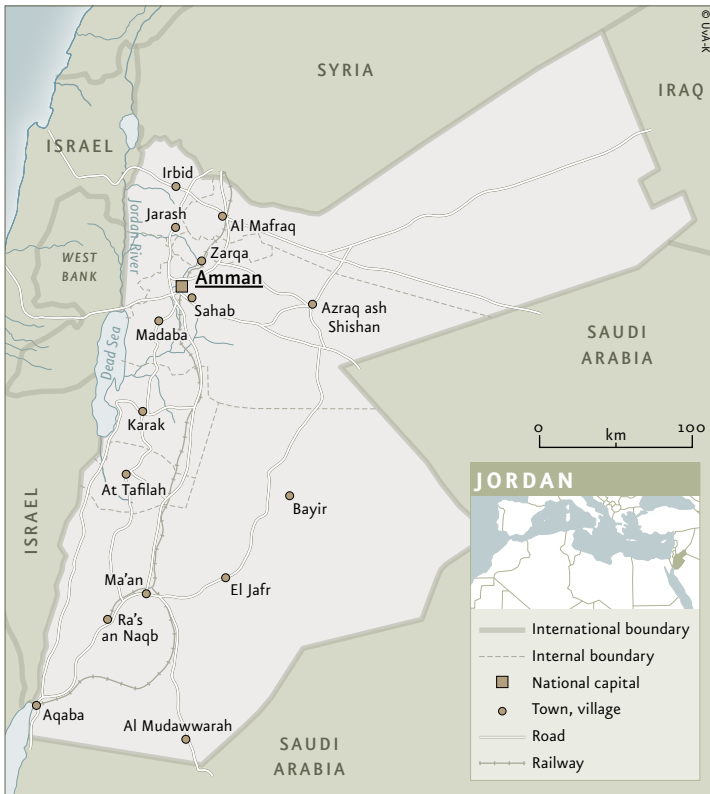 © UvA-K
SYRIA
IRAQ
ISRAEL
Irbid
Jarash
Al Mafraq
Jordan River
WEST
BANK
Zarqa
Amman
Sahab
Azraq ash
Shishan
Madaba
Dead Sea
SAUDI
ARABIA
Karak
0
100
km
At Tafilah
ISRAEL
Bayir
Ma'an
El Jafr
Ra's
an Naqb
Aqaba
Al Mudawwarah
SAUDI
ARABIA
JORDAN
International boundary
Internal boundary
National capital
Town, village
Road
Railway